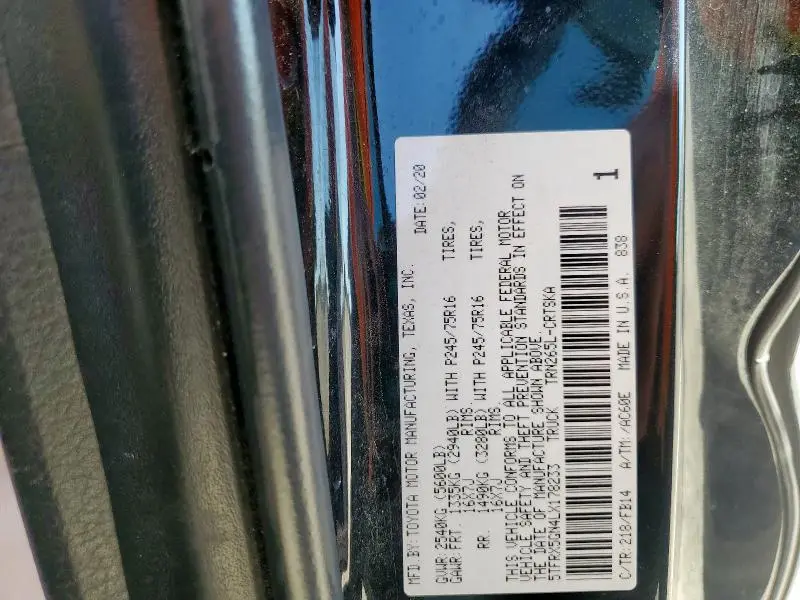 MFD BY:TOYOTA MOTOR MANUFACTURING, TEXAS, INC. DATE:02/20
GVWR:2540KG (5600LB)
GAWR:FRT. 1335KG (2940LB) WITH P245/75R16 TIRES,
16X7J RIMS
RR. 1490KG (3280LB) WITH P245/75R16 TIRES,
16X7J RIMS
THIS VEHICLE CONFORMS TO ALL APPLICABLE FEDERAL MOTOR
VEHICLE SAFETY AND THEFT PREVENTION STANDARDS IN EFFECT ON
THE DATE OF MANUFACTURE SHOWN ABOVE.
5TFRX5GN4LX178233 TRUCK TRN265L-CRTSKA
C/TR:218/FB14 A/TM:/AC60E MADE IN U.S.A. 838
1